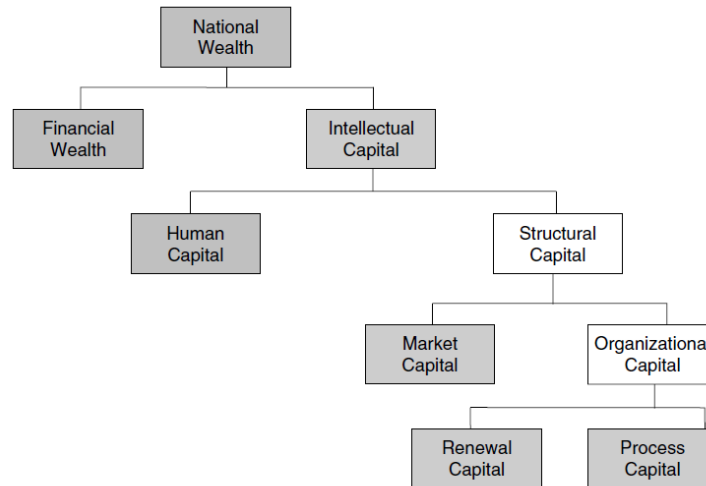 National
Wealth
Financial
Wealth
Intellectual
Capital
Human
Capital
Structural
Capital
Market
Capital
Organizationa
Capital
Renewal
Capital
Process
Capital